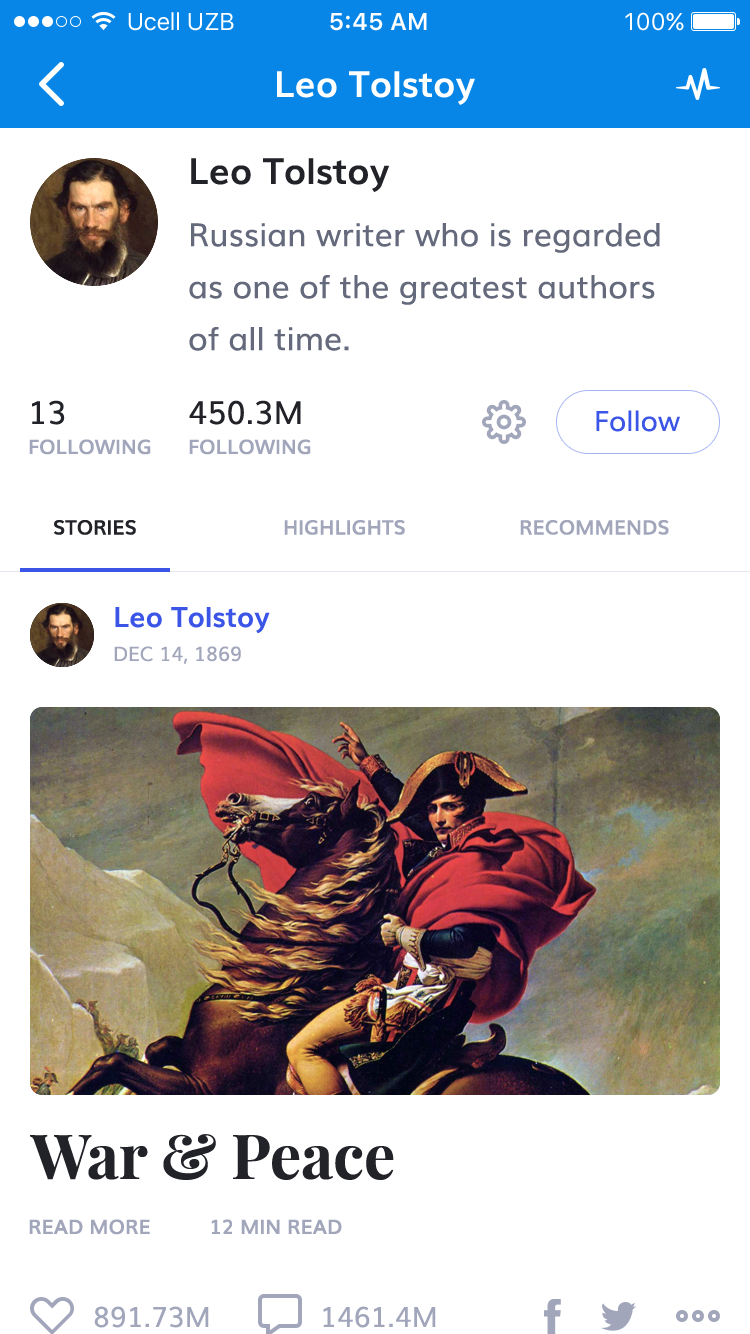 Ucell UZB 5:45 AM 100%
Leo Tolstoy
Leo Tolstoy
Russian writer who is regarded
as one of the greatest authors
of all time.
13 450.3M Follow
FOLLOWING FOLLOWING
STORIES HIGHLIGHTS RECOMMENDS
Leo Tolstoy
DEC 14, 1869
War & Peace
READ MORE 12 MIN READ
891.73M 1461.4M